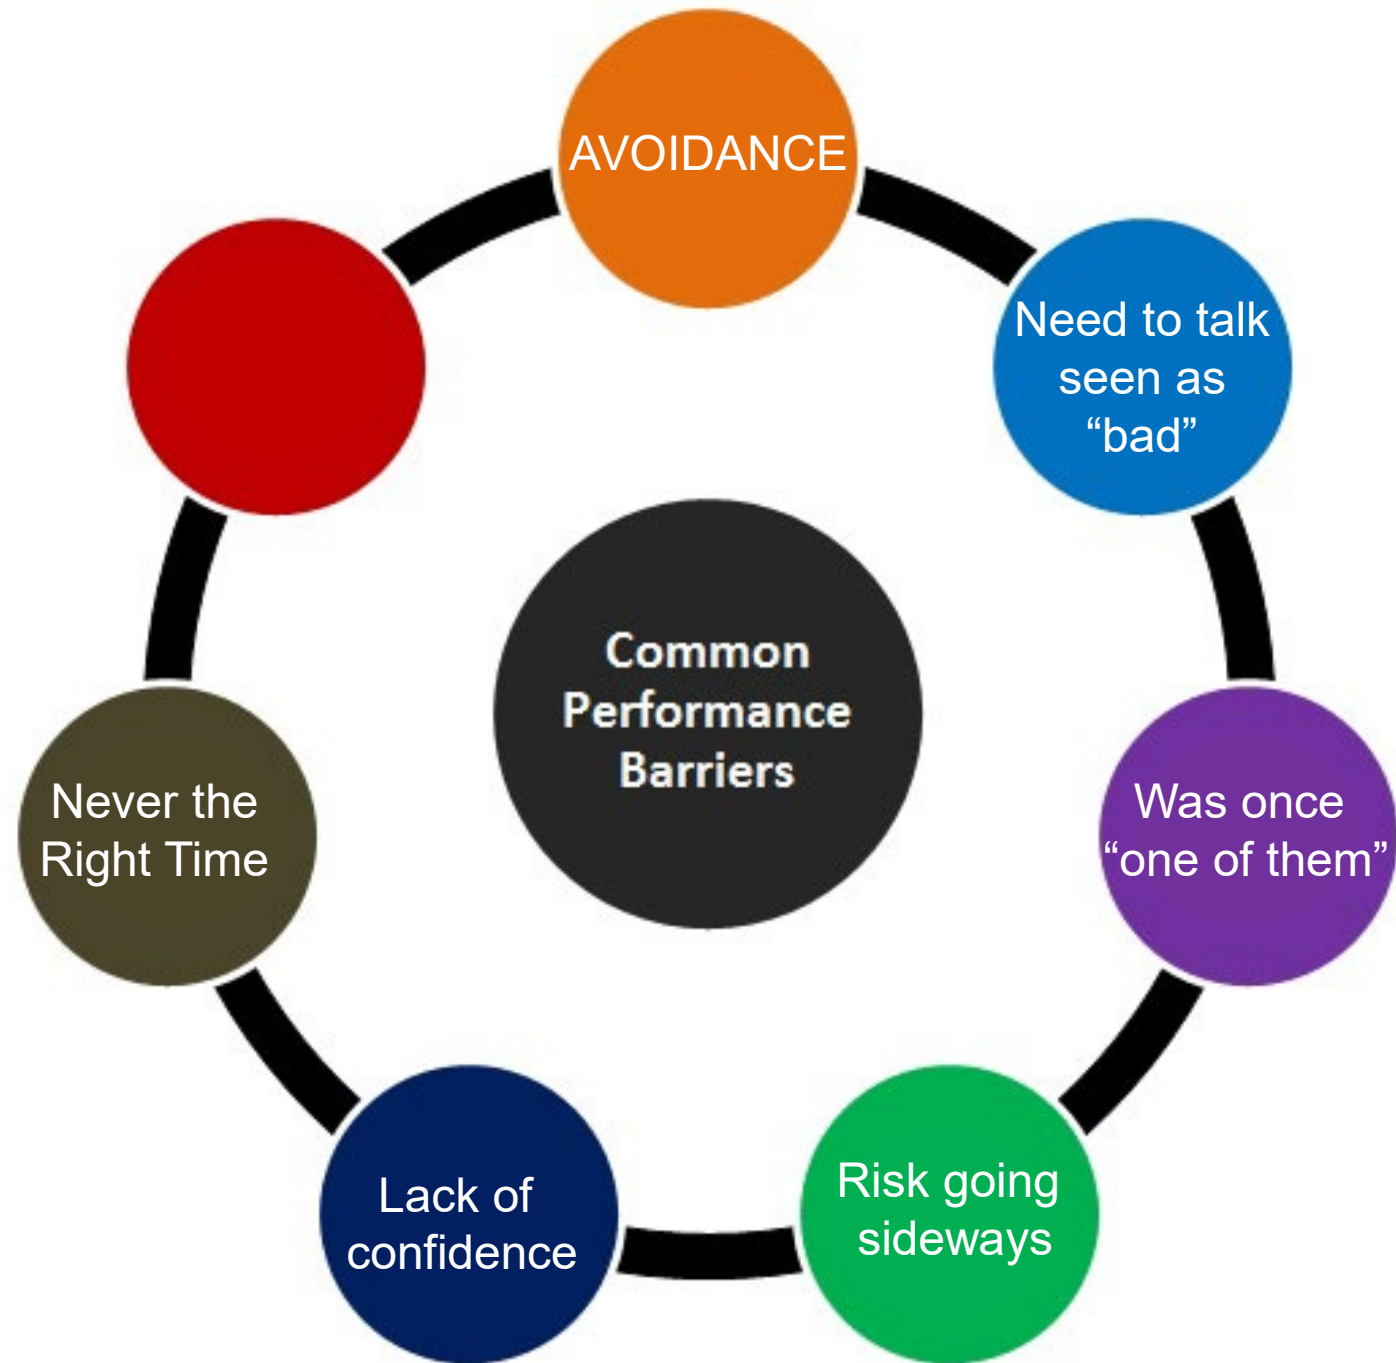 AVOIDANCE
Need to talk
seen as
“bad”
Was once
“one of them”
Risk going
sideways
Lack of
confidence
Never the
Right Time
Common
Performance
Barriers